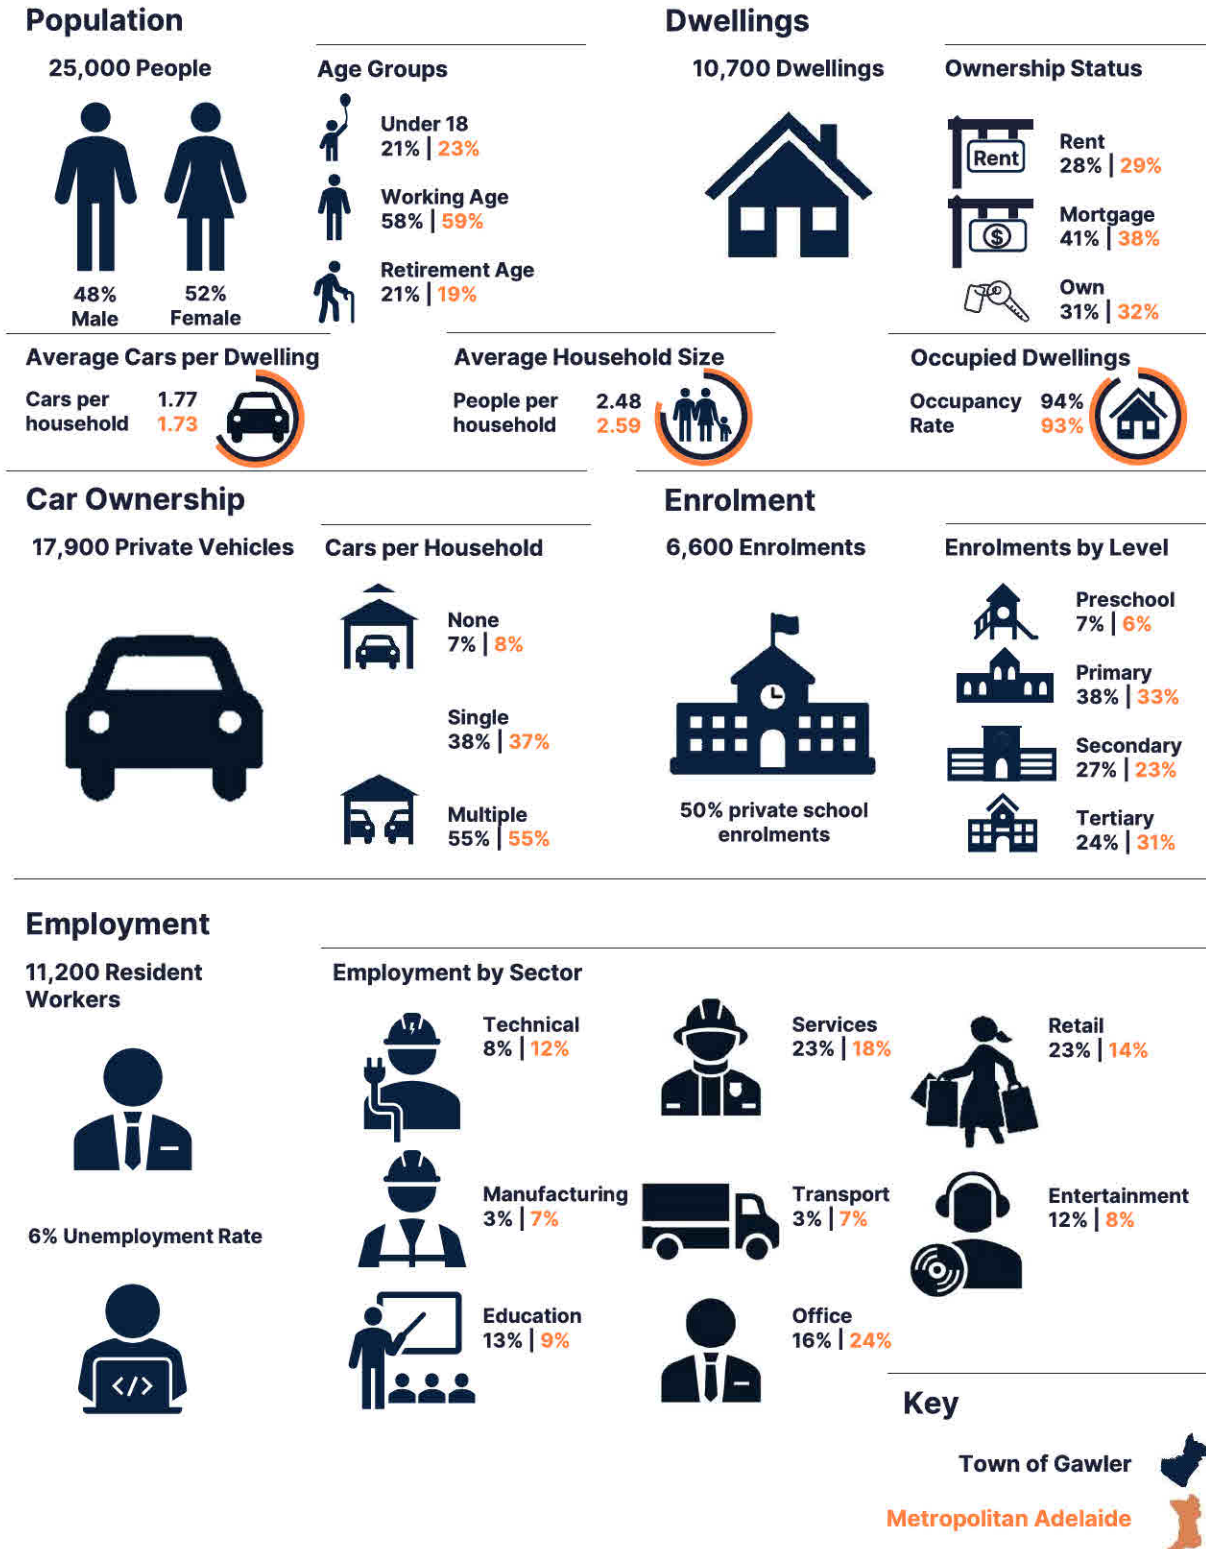 Population
25,000 People
48%
Male
52%
Female
Age Groups
Under 18
21% | 23%
Working Age
58% | 59%
Retirement Age
21% | 19%
Dwellings
10,700 Dwellings
Ownership Status
Rent
Rent
28% | 29%
$
Mortgage
41% | 38%
Own
31% | 32%
Average Cars per Dwelling
Cars per
household
1.77
1.73
Average Household Size
People per
household
2.48
2.59
Occupied Dwellings
Occupancy
Rate
94%
93%
Car Ownership
17,900 Private Vehicles
Cars per Household
None
7% | 8%
Single
38% | 37%
Multiple
55% | 55%
Enrolment
6,600 Enrolments
50% private school
enrolments
Enrolments by Level
Preschool
7% | 6%
Primary
38% | 33%
Secondary
27% | 23%
Tertiary
24% | 31%
Employment
11,200 Resident
Workers
6% Unemployment Rate
</>
Employment by Sector
Technical
8% | 12%
Services
23% | 18%
Retail
23% | 14%
Manufacturing
3% | 7%
Transport
3% | 7%
Entertainment
12% | 8%
Education
13% | 9%
Office
16% | 24%
Key
Town of Gawler
Metropolitan Adelaide